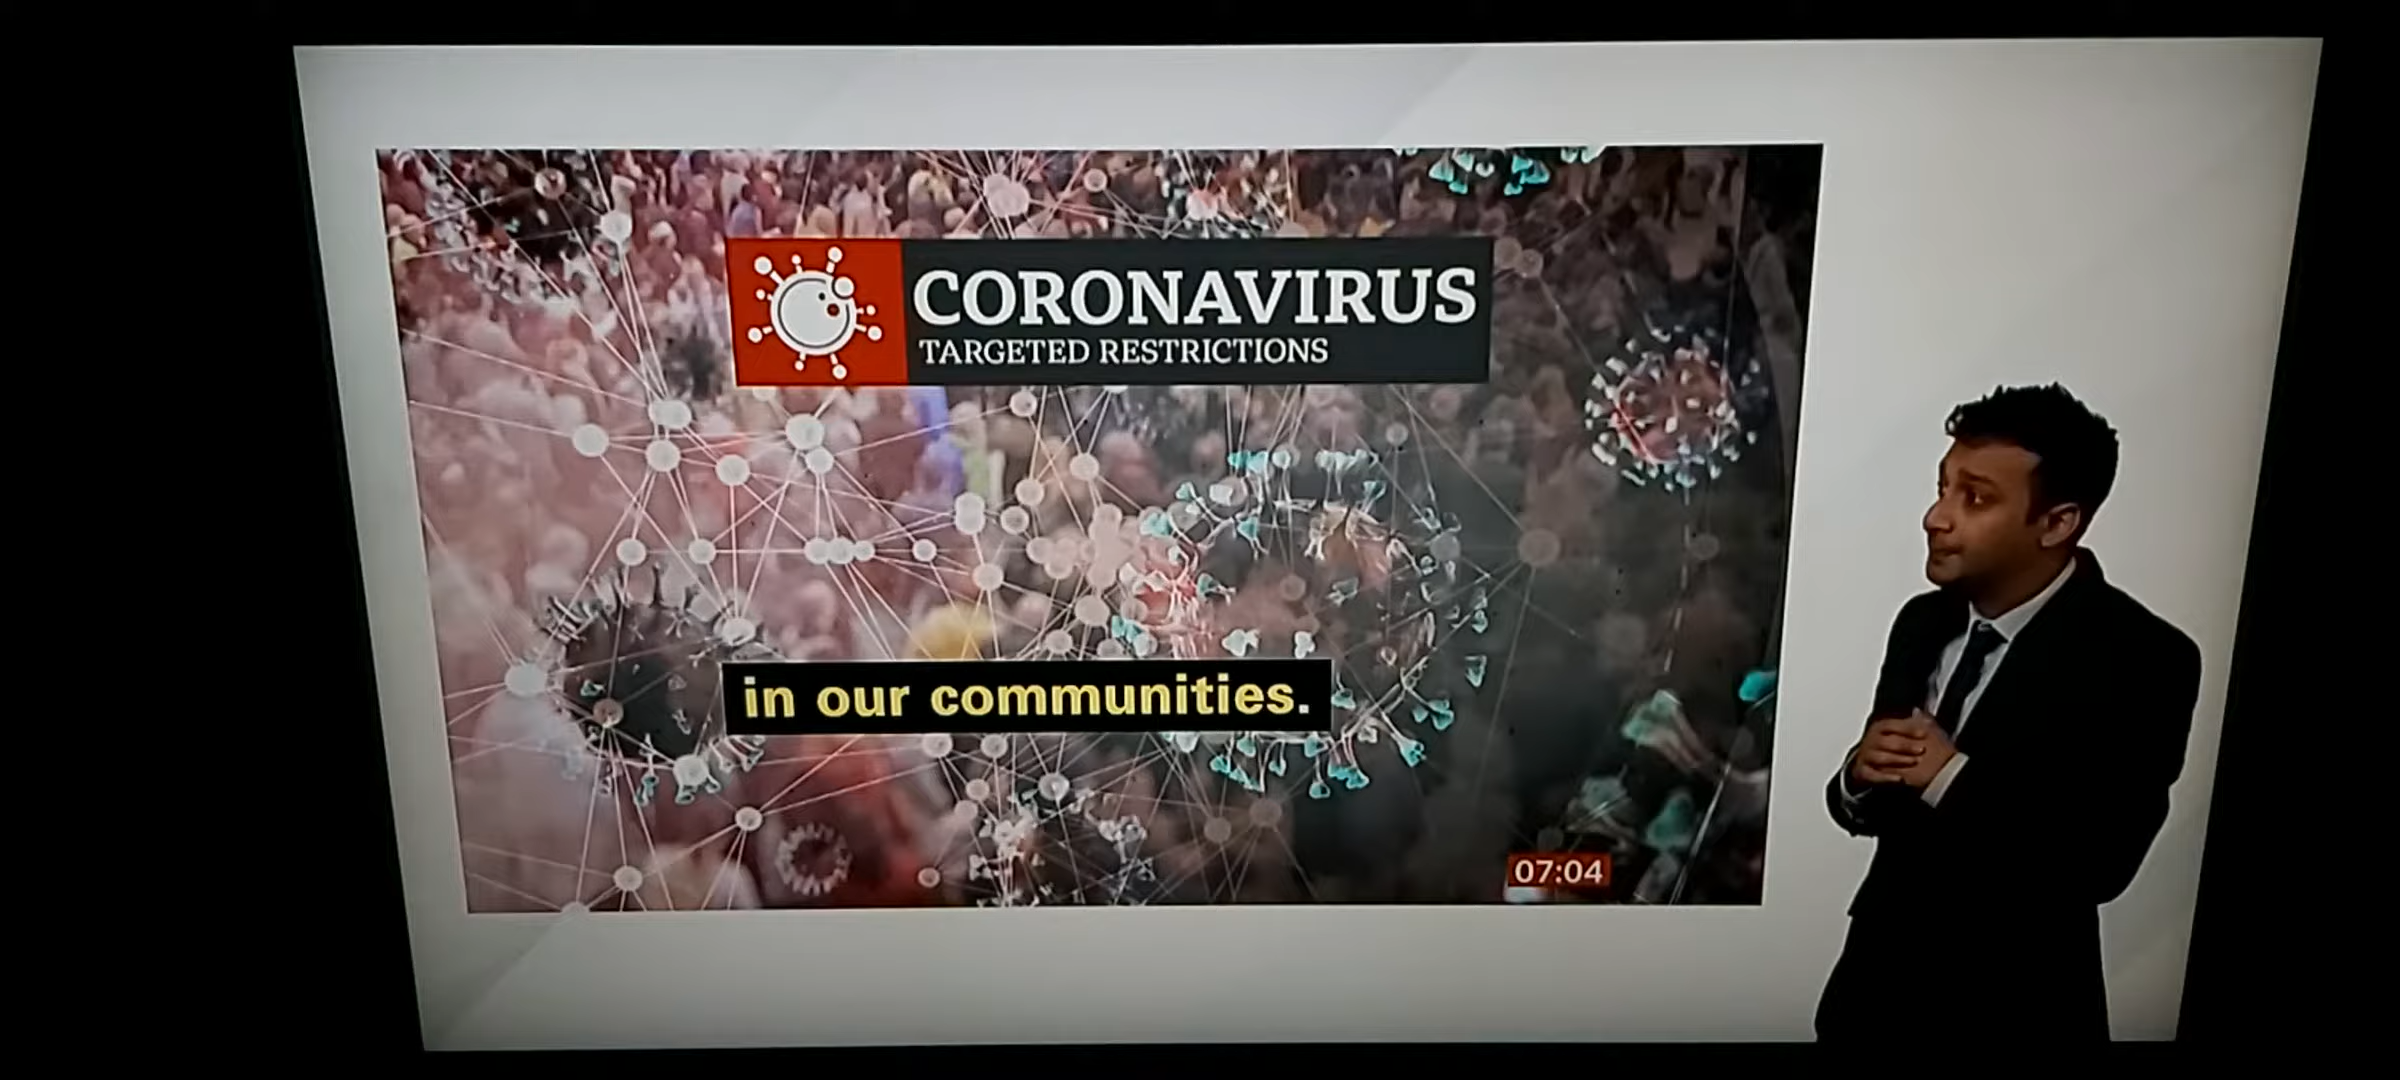 CORONAVIRUS
TARGETED RESTRICTIONS
in our communities.
07:04